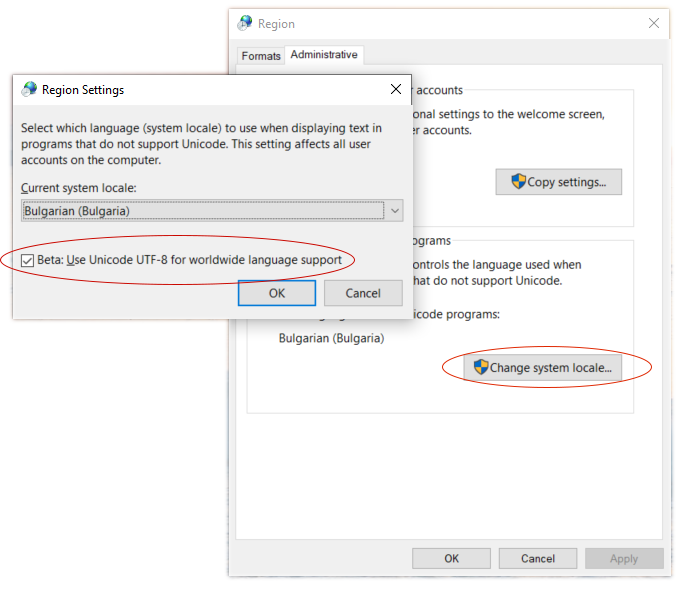 Region
Formats
Administrative
accounts
onal settings to the welcome screen,
er accounts.
Copy settings...
ograms
ontrols the language used when
hat do not support Unicode.
icode programs:
Bulgarian (Bulgaria)
Change system locale...
OK
Cancel
Apply
Region Settings
Select which language (system locale) to use when displaying text in
programs that do not support Unicode. This setting affects all user
accounts on the computer.
Current system locale:
Bulgarian (Bulgaria)
Beta: Use Unicode UTF-8 for worldwide language support
OK
Cancel